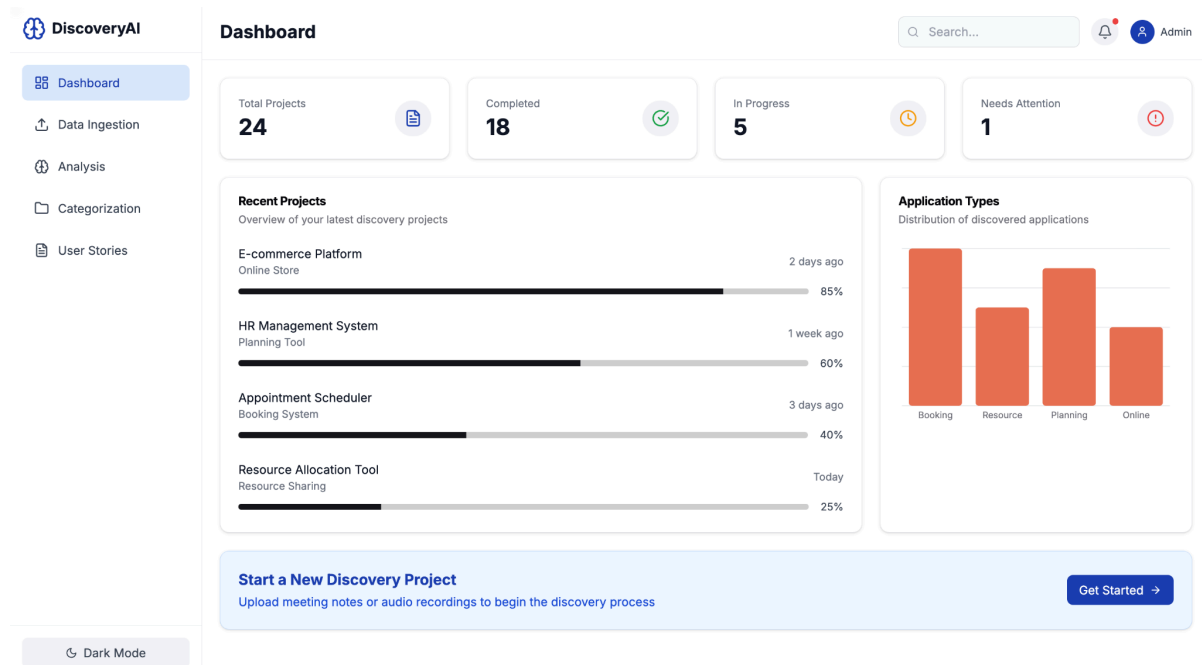 DiscoveryAI
Dashboard
Data Ingestion
Analysis
Categorization
User Stories
Dark Mode
Dashboard
Search...
Admin
Total Projects
24
Completed
18
In Progress
5
Needs Attention
1
Recent Projects
Overview of your latest discovery projects
E-commerce Platform
Online Store
2 days ago
85%
HR Management System
Planning Tool
1 week ago
60%
Appointment Scheduler
Booking System
3 days ago
40%
Resource Allocation Tool
Resource Sharing
Today
25%
Application Types
Distribution of discovered applications
Booking Resource Planning Online
Start a New Discovery Project
Upload meeting notes or audio recordings to begin the discovery process
Get Started →